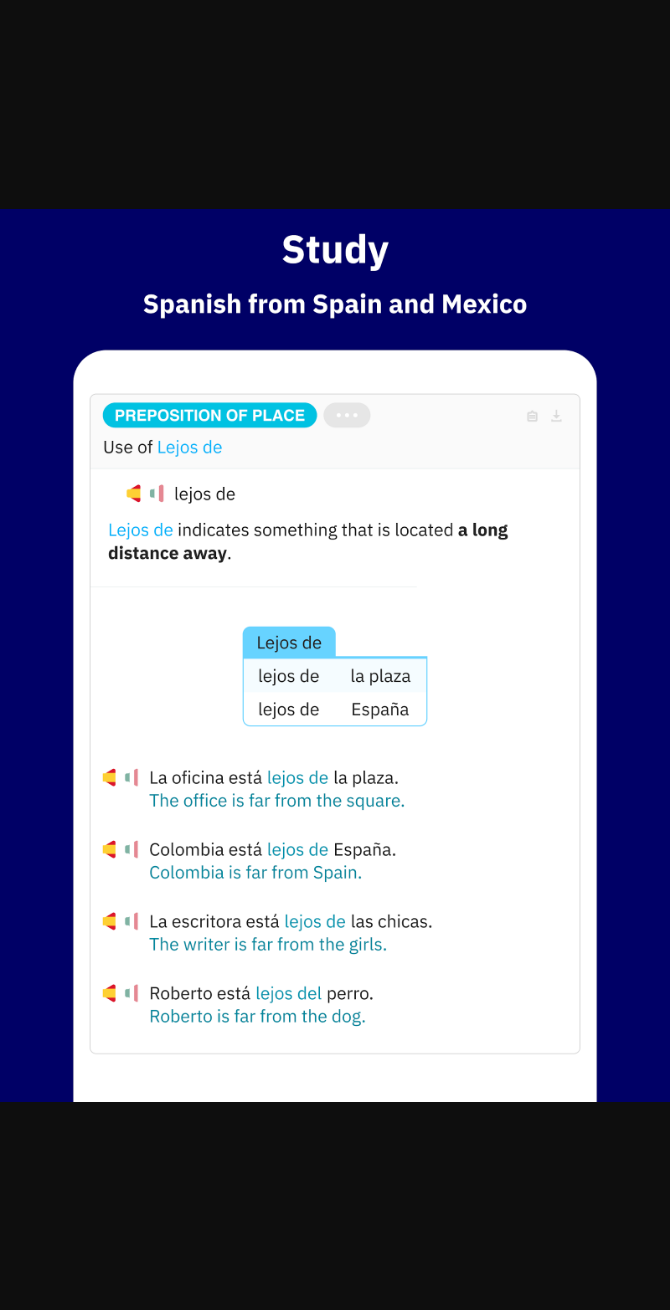 Study
Spanish from Spain and Mexico
PREPOSITION OF PLACE
Use of Lejos de
lejos de
Lejos de indicates something that is located a long
distance away.
Lejos de
lejos de la plaza
lejos de España
La oficina está lejos de la plaza.
The office is far from the square.
Colombia está lejos de España.
Colombia is far from Spain.
La escritora está lejos de las chicas.
The writer is far from the girls.
Roberto está lejos del perro.
Roberto is far from the dog.